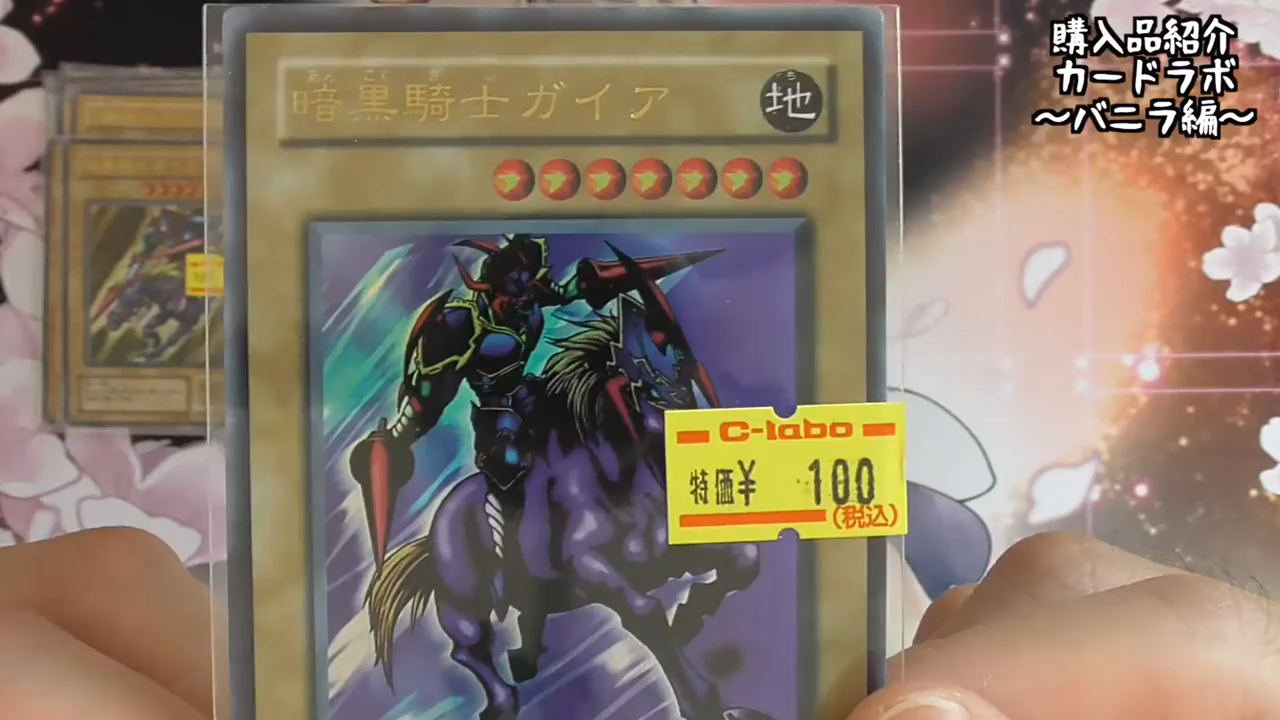 購入品紹介
カードラボ
～バニラ編～
暗黒騎士ガイア
地
C-labo
特価¥ 100
(税込)